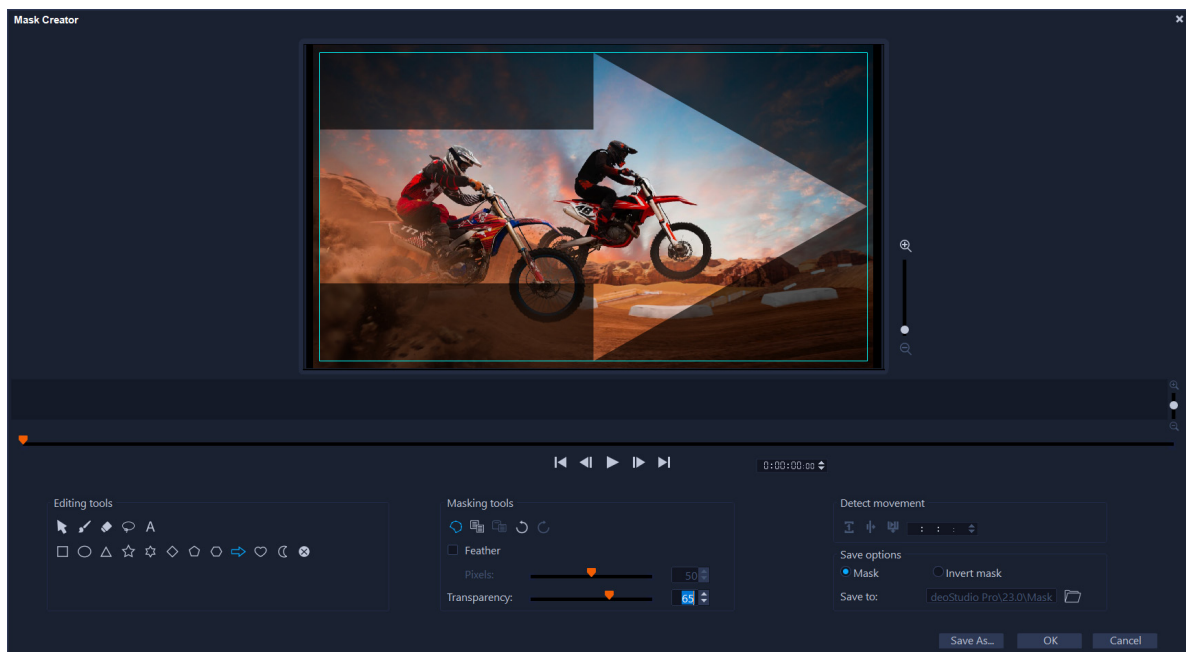 Mask Creator
0:00:00:00
Editing tools
A
Masking tools
Feather
Pixels: 50
Transparency: 65
Detect movement
: : :
Save options
Mask Invert mask
Save to: deoStudio Pro\23.0\Mask
Save As... OK Cancel